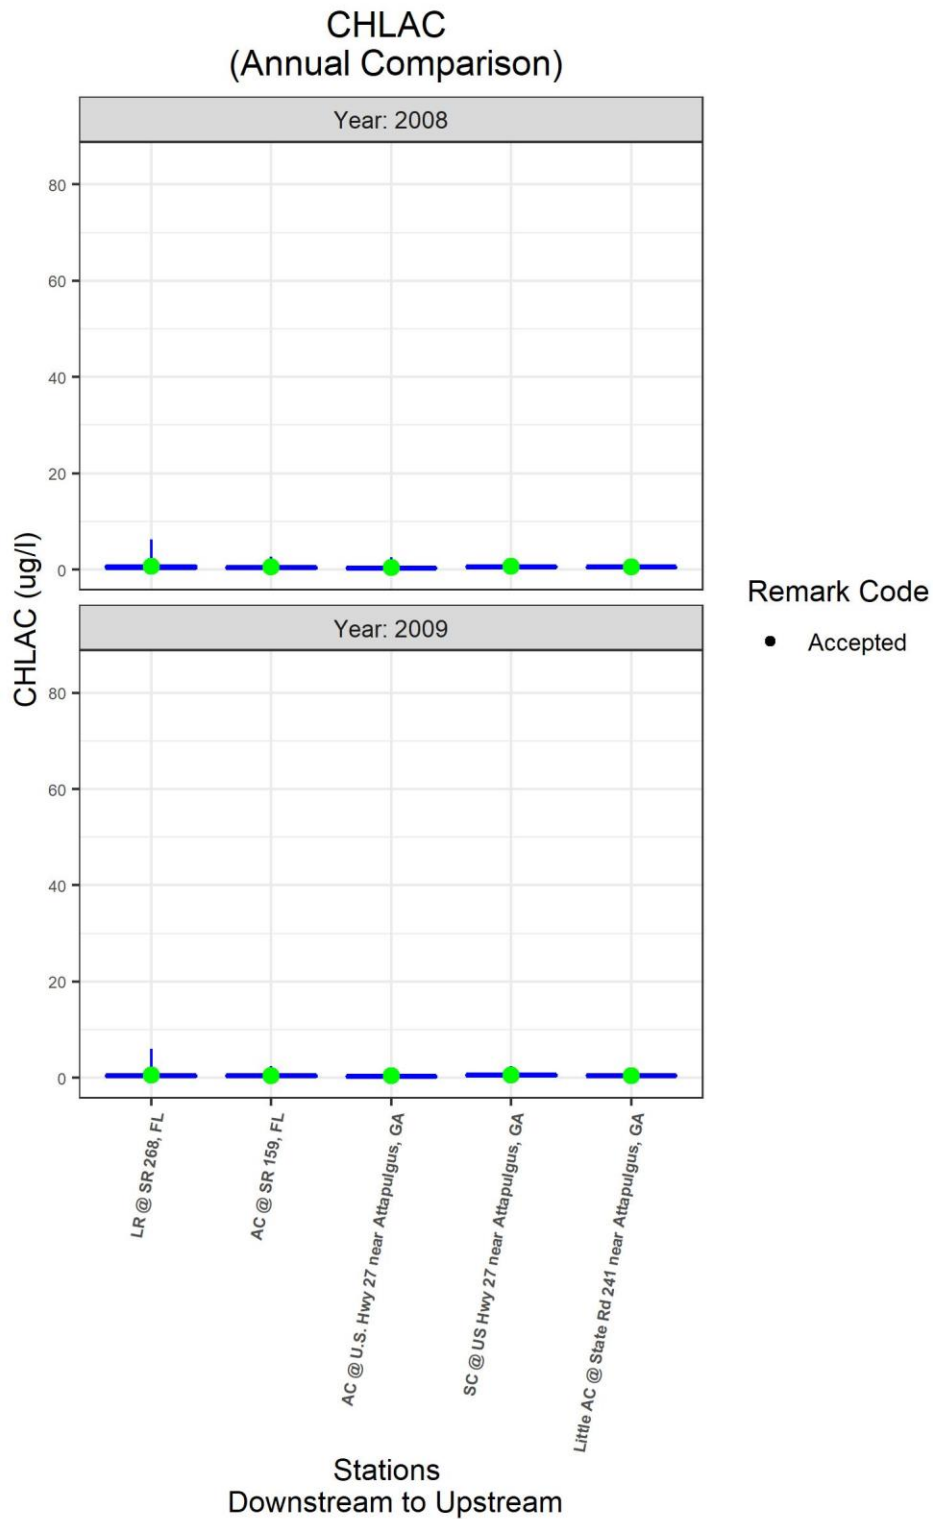 CHLAC
(Annual Comparison)
Year: 2008
80
60
40
20
0
CHLAC (ug/l)
Year: 2009
80
60
40
20
0
Remark Code
Accepted
LR @ SR 268, FL
AC @ SR 159, FL
AC @ U.S. Hwy 27 near Attapulgus, GA
SC @ US Hwy 27 near Attapulgus, GA
Little AC @ State Rd 241 near Attapulgus, GA
Stations
Downstream to Upstream